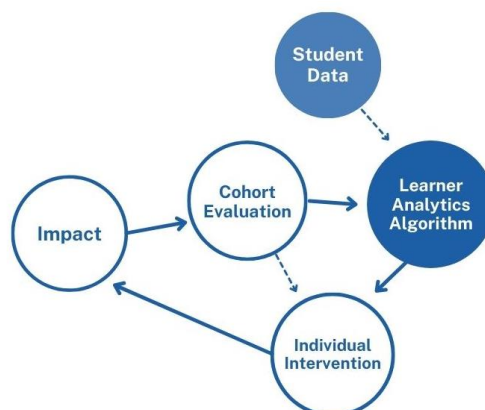 Student
Data
Cohort
Evaluation
Learner
Analytics
Algorithm
Impact
Individual
Intervention